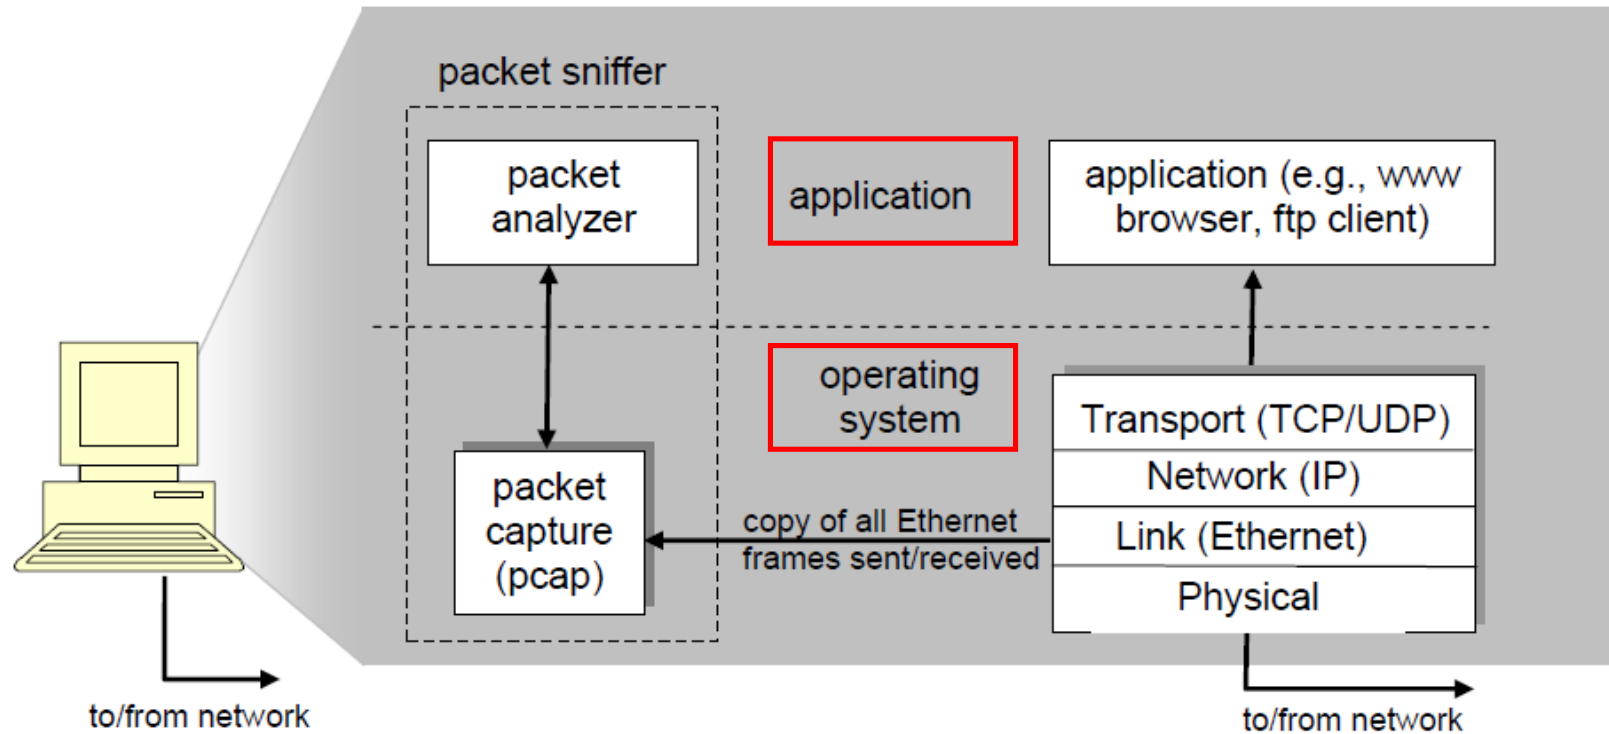 packet sniffer
packet
analyzer
application
application (e.g., www
browser, ftp client)
operating
system
packet
capture
(pcap)
copy of all Ethernet
frames sent/received
Transport (TCP/UDP)
Network (IP)
Link (Ethernet)
Physical
to/from network
to/from network